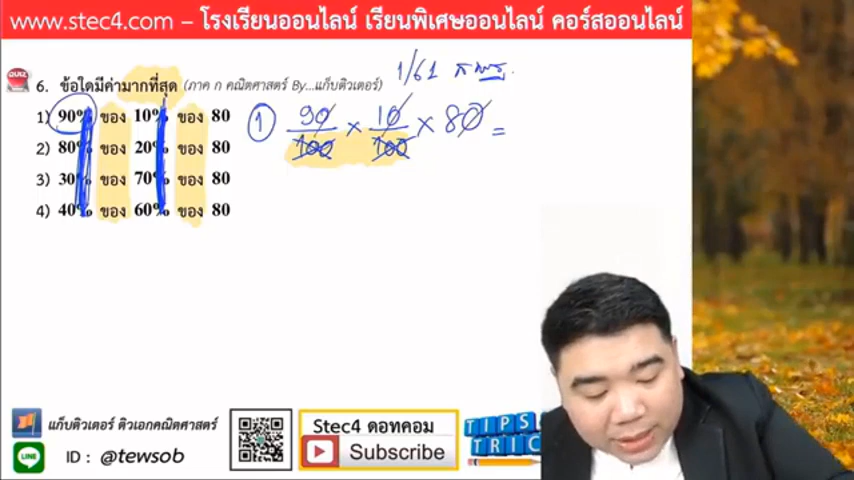 www.stec4.com – โรงเรียนออนไลน์ เรียนพิเศษออนไลน์ คอร์สออนไลน์
QUIZ
6. ข้อใดมีค่ามากที่สุด (ภาค ก คณิตศาสตร์ By...แก็บติวเตอร์)
1/61 ก.พ.
1) 90% ของ 10% ของ 80
2) 80% ของ 20% ของ 80
3) 30% ของ 70% ของ 80
4) 40% ของ 60% ของ 80
① 90/100 × 10/100 × 80 =
แก็บติวเตอร์ ติวเอกคณิตศาสตร์
LINE
ID : @tewsob
Stec4 ดอทคอม
Subscribe
TIPS
TRIC